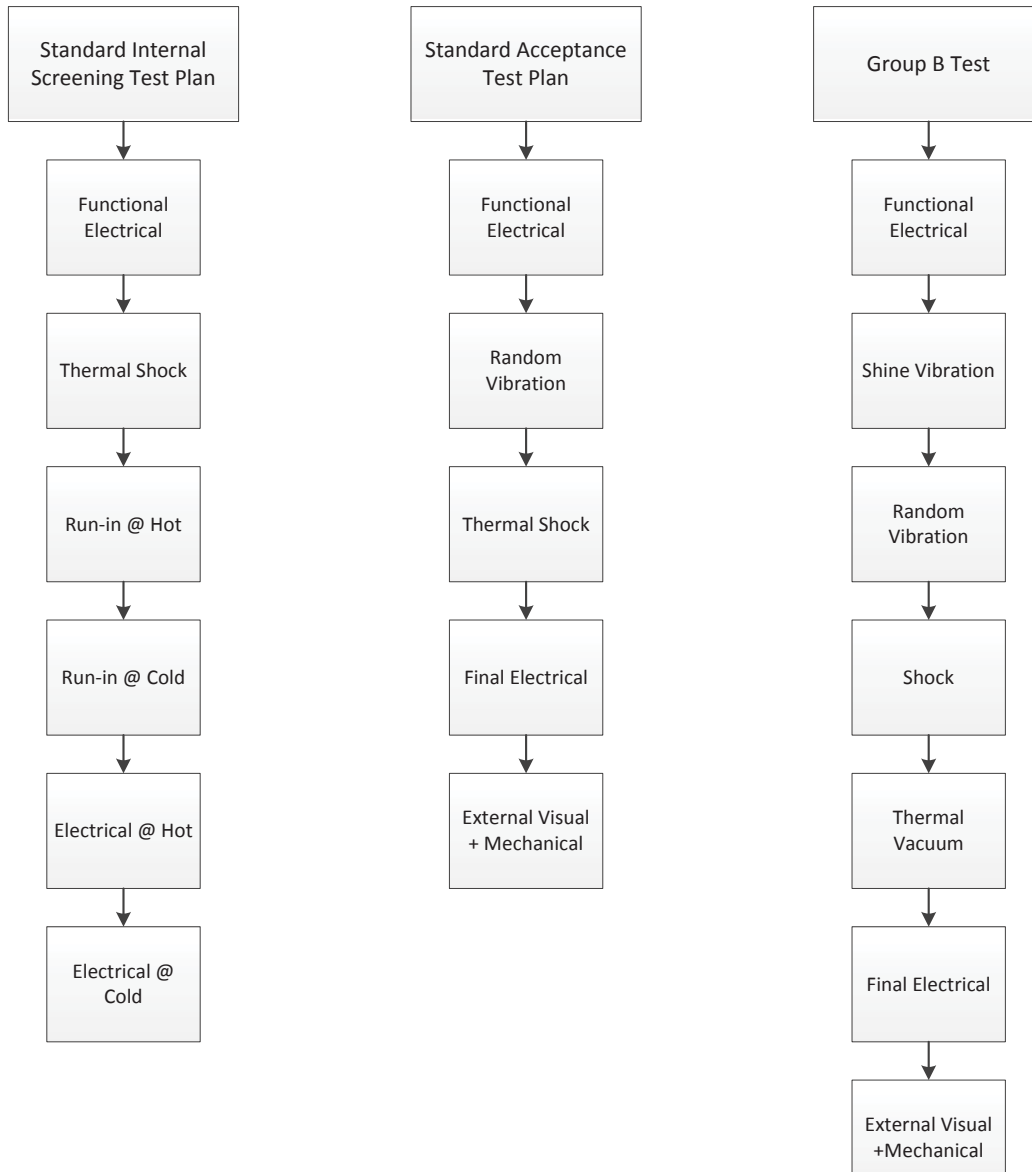 Standard Internal
Screening Test Plan
Functional
Electrical
Thermal Shock
Run-in @ Hot
Run-in @ Cold
Electrical @ Hot
Electrical @
Cold
Standard Acceptance
Test Plan
Functional
Electrical
Random
Vibration
Thermal Shock
Final Electrical
External Visual
+ Mechanical
Group B Test
Functional
Electrical
Shine Vibration
Random
Vibration
Shock
Thermal
Vacuum
Final Electrical
External Visual
+Mechanical